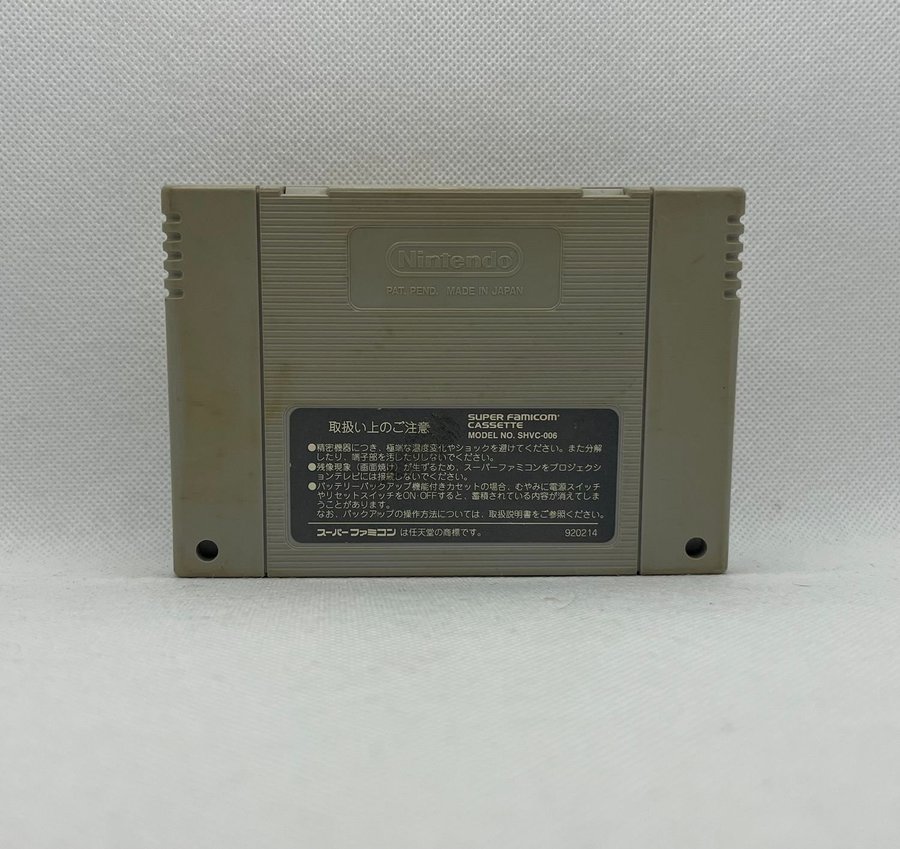 Nintendo
PAT. PEND. MADE IN JAPAN
取扱い上のご注意
SUPER FAMICOM
CASSETTE
MODEL NO. SHVC-006
●精密機器につき、極端な温度変化やショックを避けてください。また分解
したり、端子部を汚したりしないでください。
●残像現象（画面焼け）が生ずるため、スーパーファミコンをプロジェクシ
ョンテレビには接続しないでください。
●バッテリーバックアップ機能付きカセットの場合、むやみに電源スイッチ
やリセットスイッチをON·OFFすると、蓄積されている内容が消えてしま
うことがあります。
なお、バックアップの操作方法については、取扱説明書をご参照ください。
スーパーファミコン は任天堂の商標です。
920214